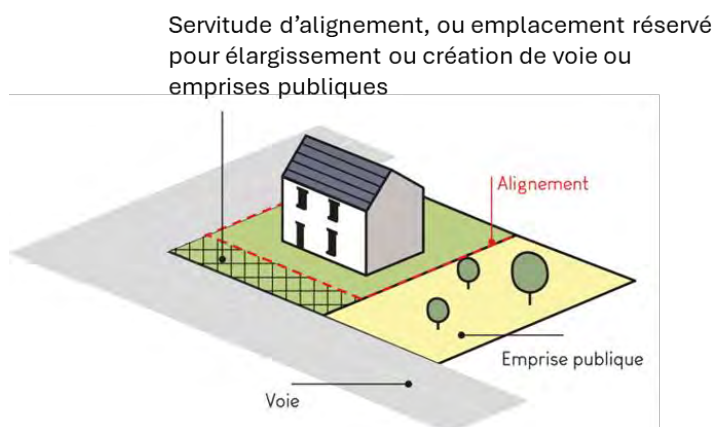 Servitude d’alignement, ou emplacement réservé
pour élargissement ou création de voie ou
emprises publiques
Alignement
Emprise publique
Voie